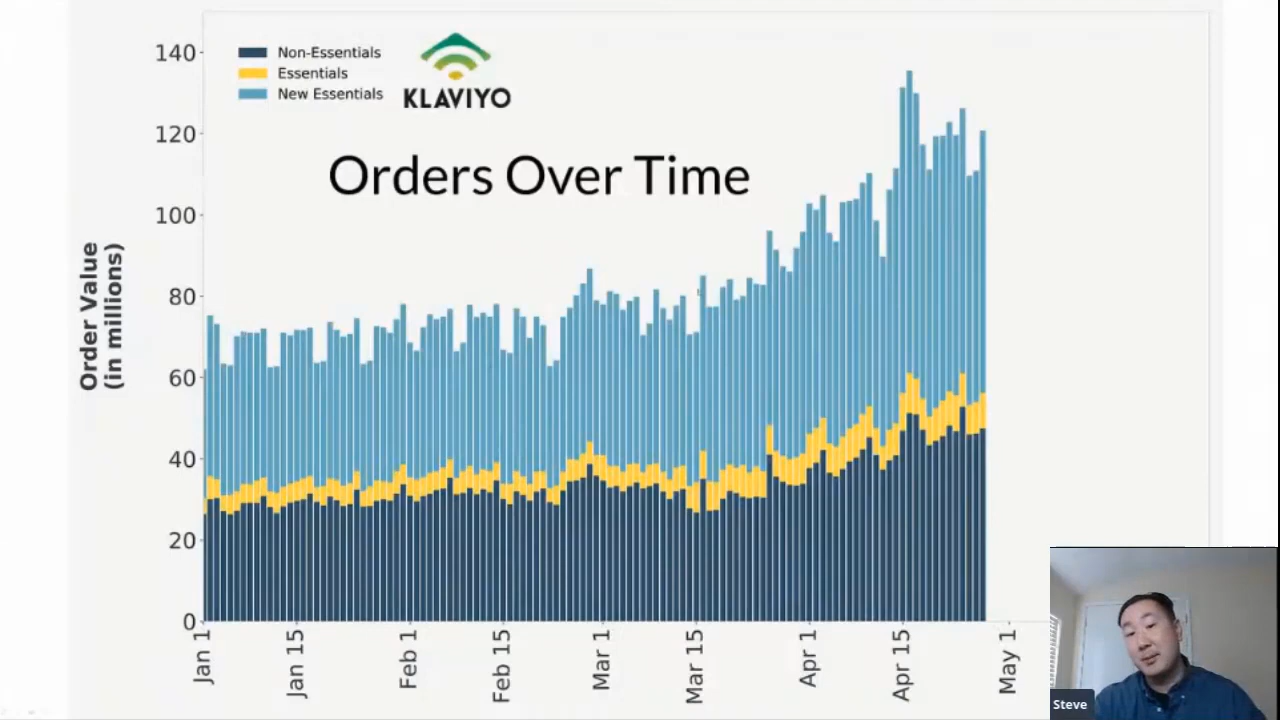 140
120
100
80
60
40
20
0
Order Value
(in millions)
Non-Essentials
Essentials
New Essentials
KLAVIYO
Orders Over Time
Jan 1
Jan 15
Feb 1
Feb 15
Mar 1
Mar 15
Apr 1
Apr 15
May 1
Steve